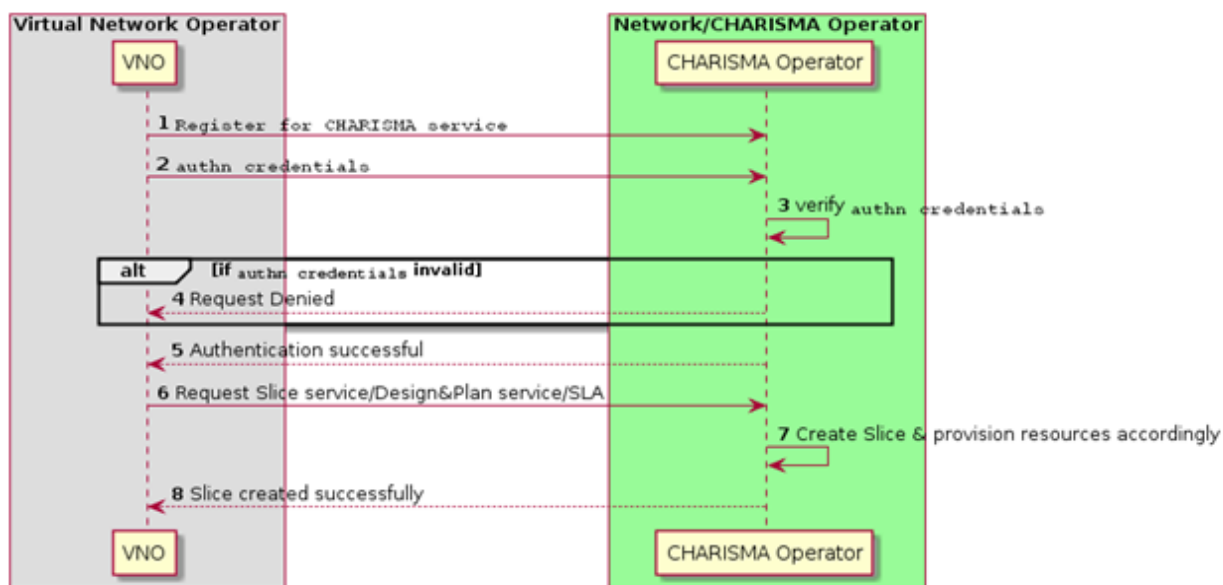 Virtual Network Operator
Network/CHARISMA Operator
VNO
CHARISMA Operator
1 Register for CHARISMA service
2 authn credentials
3 verify authn credentials
alt [if authn credentials invalid]
4 Request Denied
5 Authentication successful
6 Request Slice service/Design&Plan service/SLA
7 Create Slice & provision resources accordingly
8 Slice created successfully
VNO
CHARISMA Operator